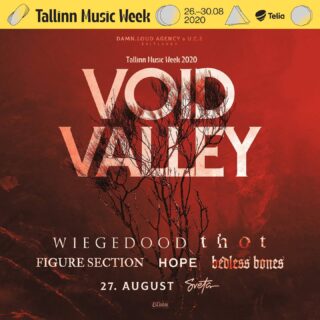 Tallinn Music Week
26.–30.08
2020
Telia
DAMN.LOUD AGENCY & U.C.S
Tallinn Music Week 2020
VOID
VALLEY
WIEGEDOOD thot
FIGURE SECTION HOPE bedless bones
27. AUGUST Sveta